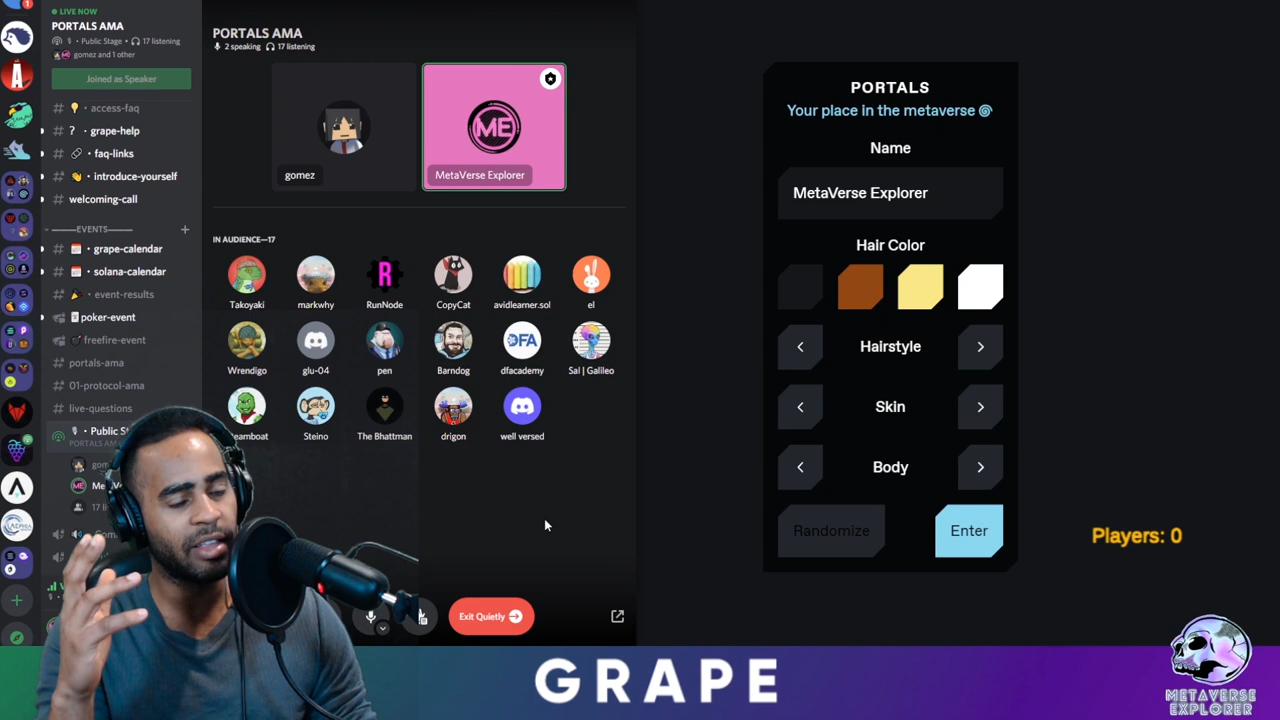 LIVE NOW
PORTALS AMA
• Public Stage • 17 listening
gomez and 1 other
Joined as Speaker
# • access-faq
# ? • grape-help
# • faq-links
# • introduce-yourself
welcoming-call
——EVENTS—— +
# • grape-calendar
# • solana-calendar
# • event-results
poker-event
freefire-event
# portals-ama
# 01-protocol-ama
# live-questions
PORTALS AMA
2 speaking 17 listening
gomez
ME
MetaVerse Explorer
IN AUDIENCE—17
Takoyaki
markwhy
R
RunNode
CopyCat
avidlearner.sol
el
Wrendigo
glu-04
pen
Barndog
DFA
dfacademy
Sal | Galileo
Steino
The Bhattman
drigon
well versed
Exit Quietly
PORTALS
Your place in the metaverse
Name
MetaVerse Explorer
Hair Color
< Hairstyle >
< Skin >
< Body >
Randomize
Enter
Players: 0
GRAPE
METAVERSE
EXPLORER